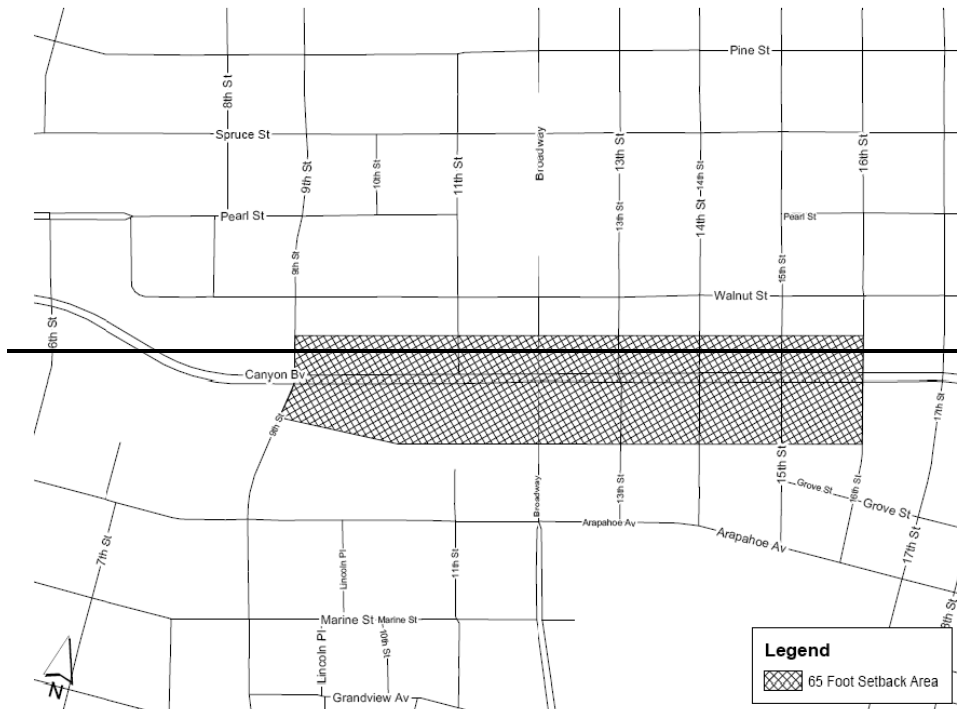 Pine St
8th St
Spruce St
9th St
10th St
11th St
Broadway
13th St
14th St
14th St
16th St
Pearl St
13th St
14th St
Pearl St
9th St
15th St
Walnut St
6th St
Canyon Bv
9th St
17th St
15th St
Broadway
13th St
Grove St
16th St
Grove St
Arapahoe Av
Arapahoe Av
17th St
7th St
Lincoln Pl
11th St
Marine St
Marine St
10th St
Lincoln Pl
Grandview Av
8th St
N
Legend
65 Foot Setback Area